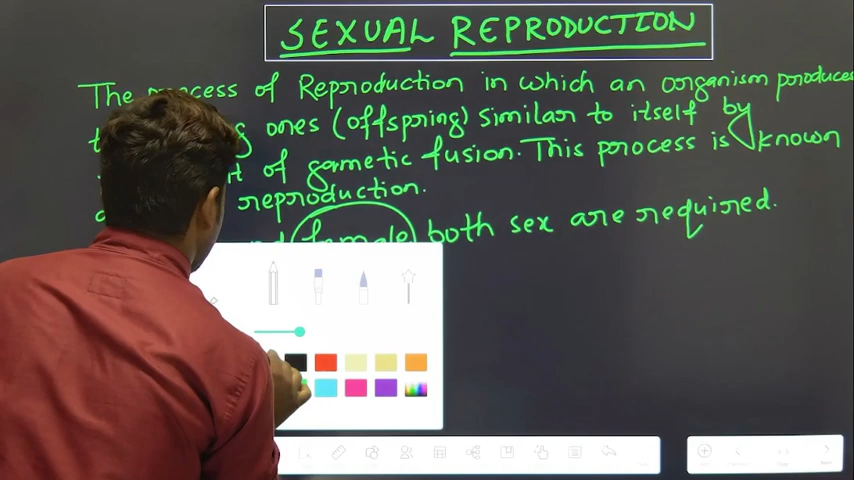 SEXUAL REPRODUCTION
The process of Reproduction in which an organism produces
ones (offspring) similar to itself by
of gametic fusion. This process is known
reproduction.
female both sex are required.